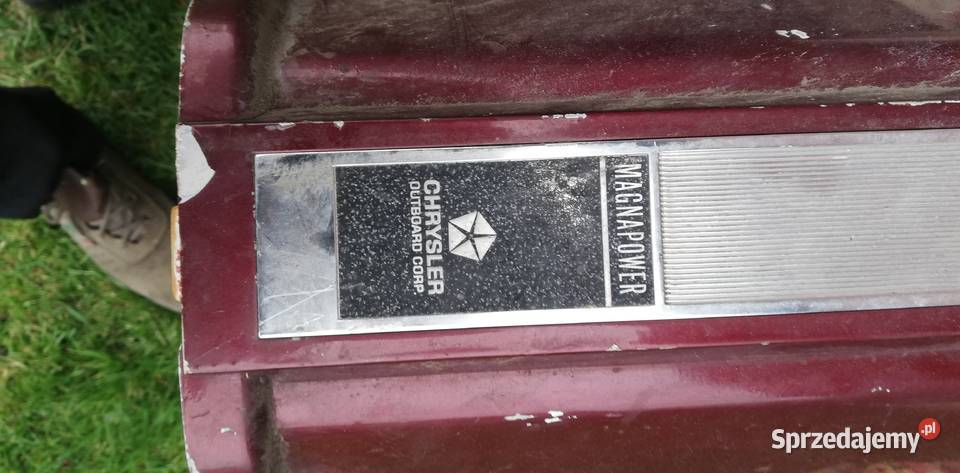 CHRYSLER
OUTBOARD CORP.
MAGNAPOWER
Sprzedajemy.pl